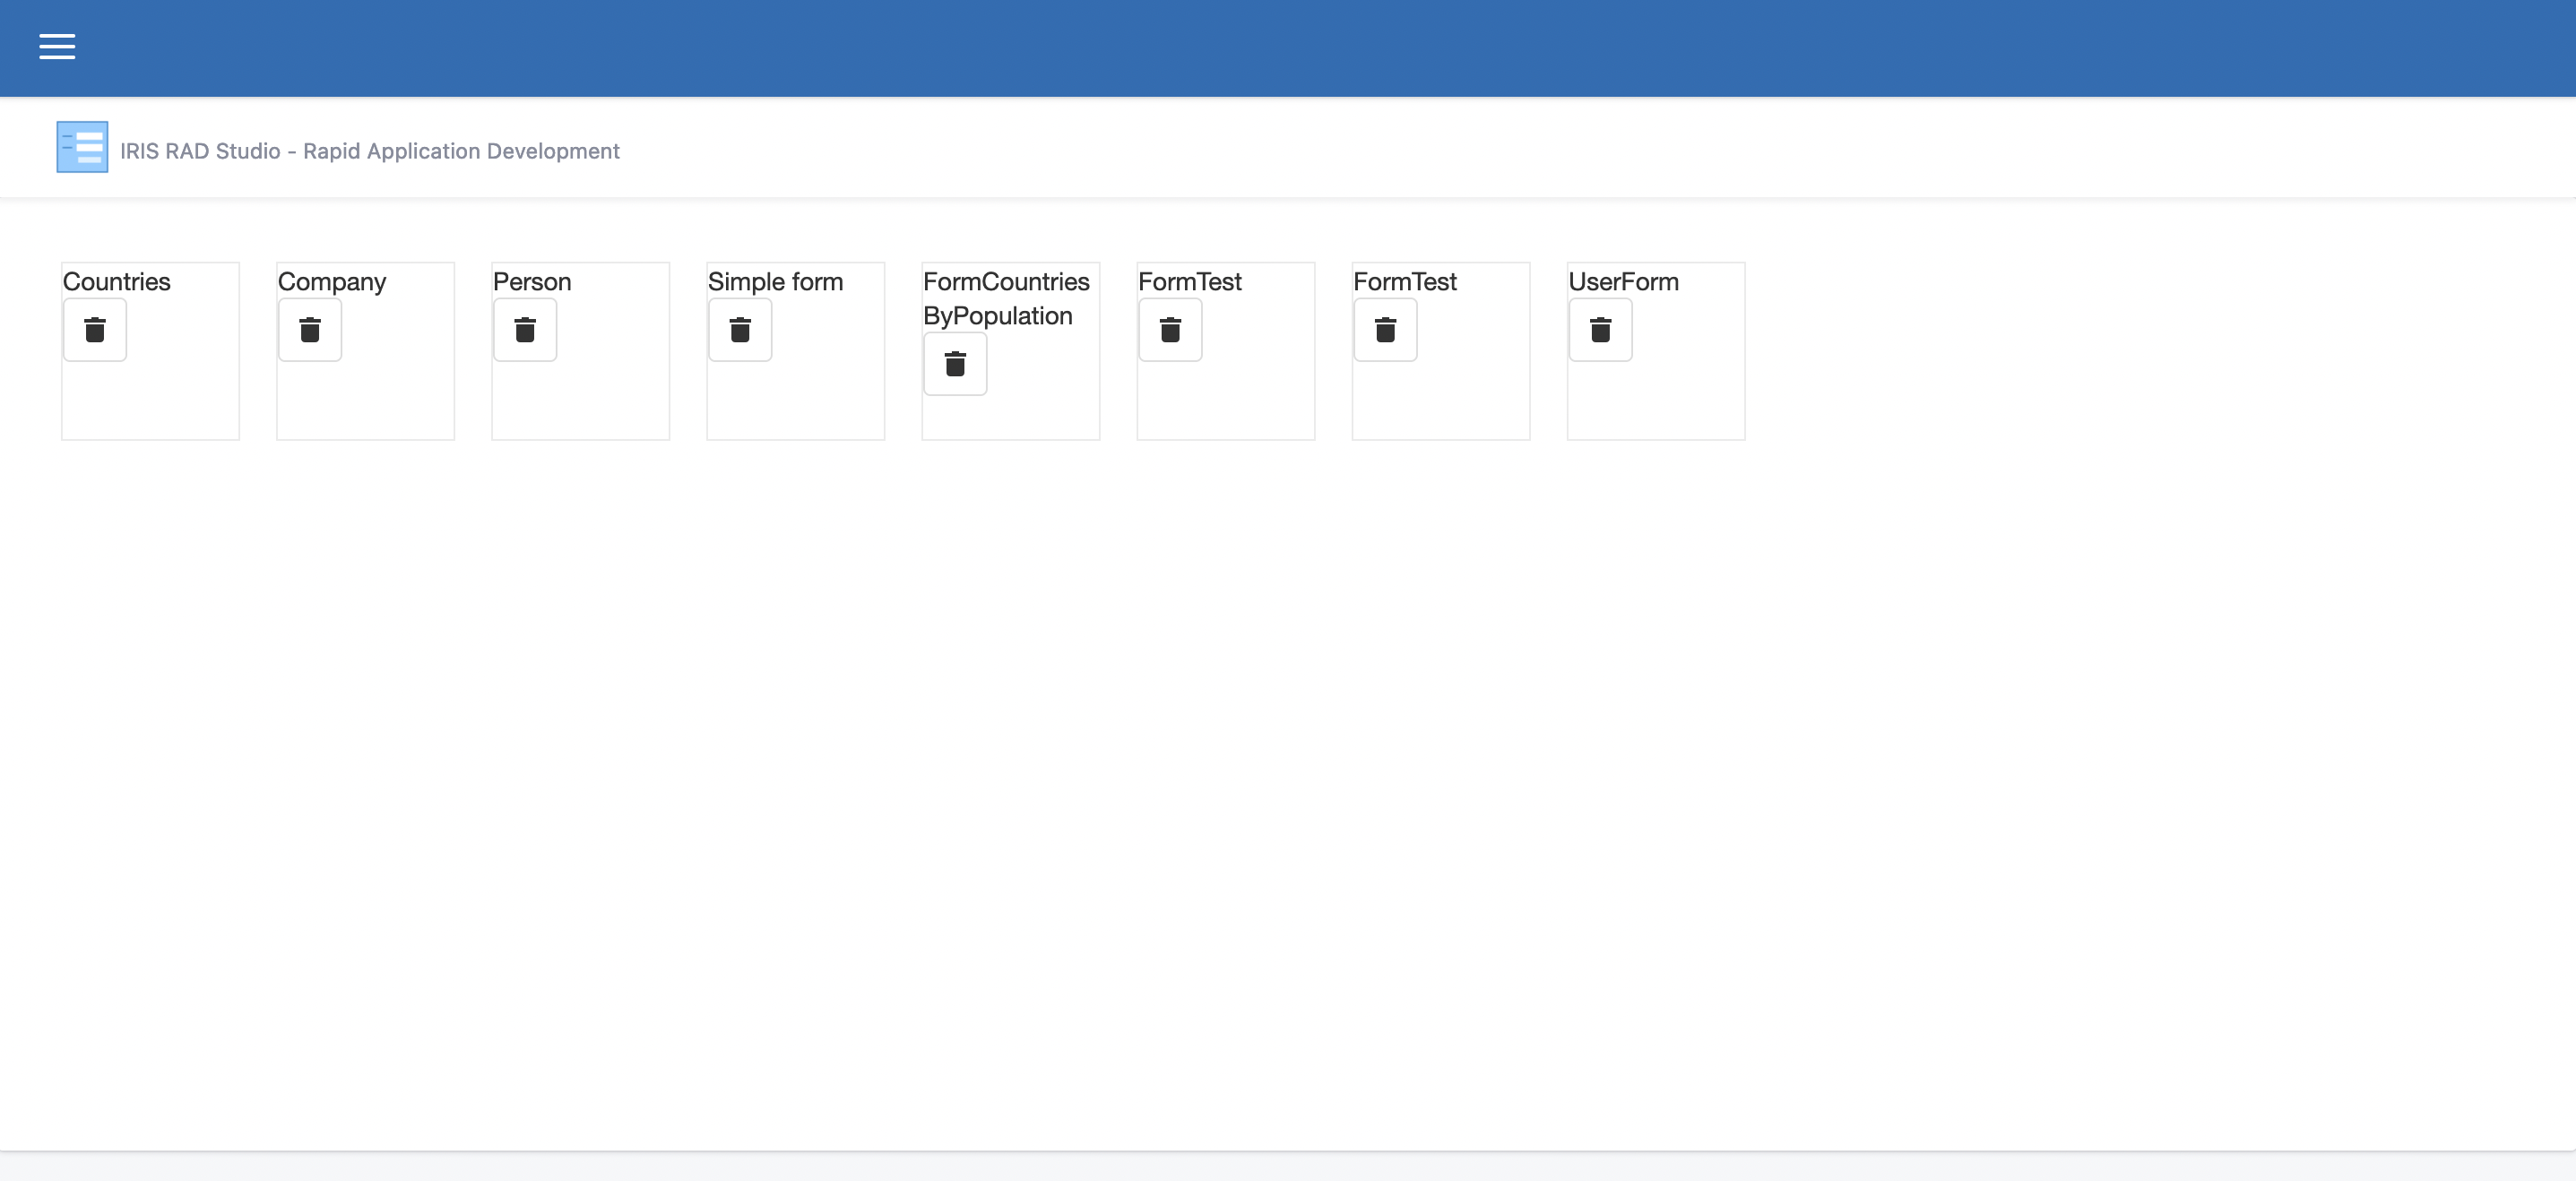 IRIS RAD Studio - Rapid Application Development
Countries
Company
Person
Simple form
FormCountries
ByPopulation
FormTest
FormTest
UserForm